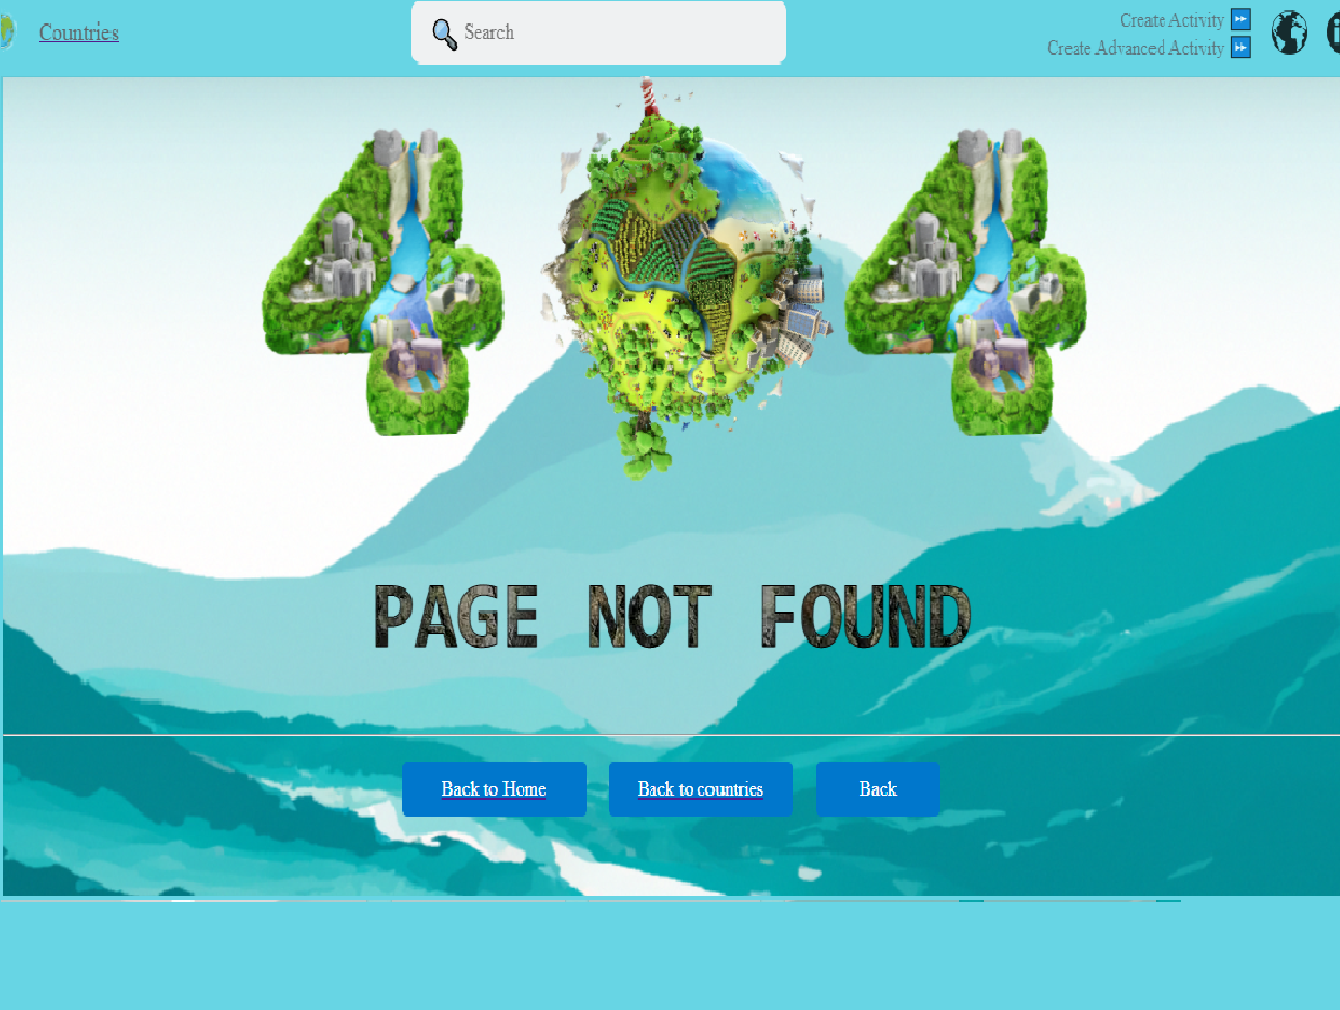 Countries
Search
Create Activity
Create Advanced Activity
404
PAGE NOT FOUND
Back to Home
Back to countries
Back